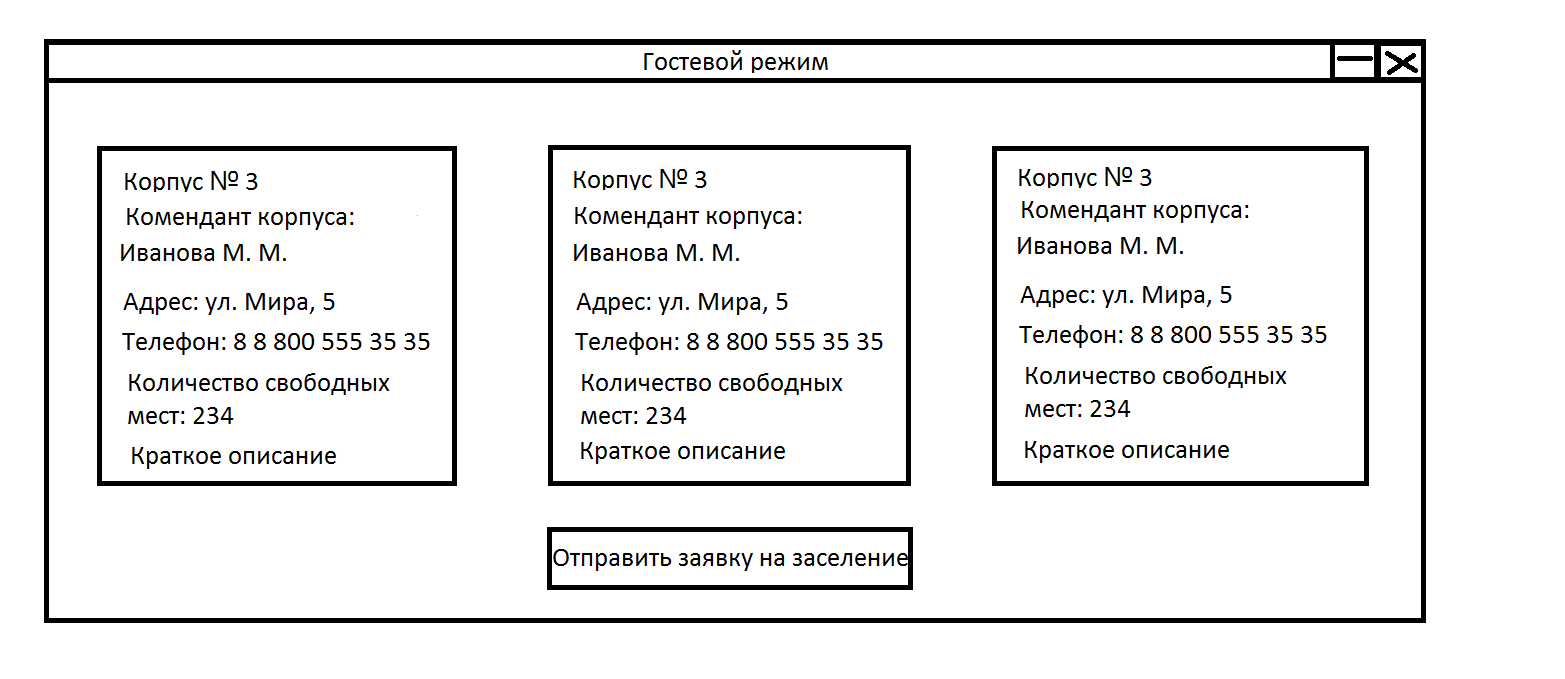 Гостевой режим
Корпус № 3
Комендант корпуса:
Иванова М. М.
Адрес: ул. Мира, 5
Телефон: 8 8 800 555 35 35
Количество свободных
мест: 234
Краткое описание
Корпус № 3
Комендант корпуса:
Иванова М. М.
Адрес: ул. Мира, 5
Телефон: 8 8 800 555 35 35
Количество свободных
мест: 234
Краткое описание
Корпус № 3
Комендант корпуса:
Иванова М. М.
Адрес: ул. Мира, 5
Телефон: 8 8 800 555 35 35
Количество свободных
мест: 234
Краткое описание
Отправить заявку на заселение